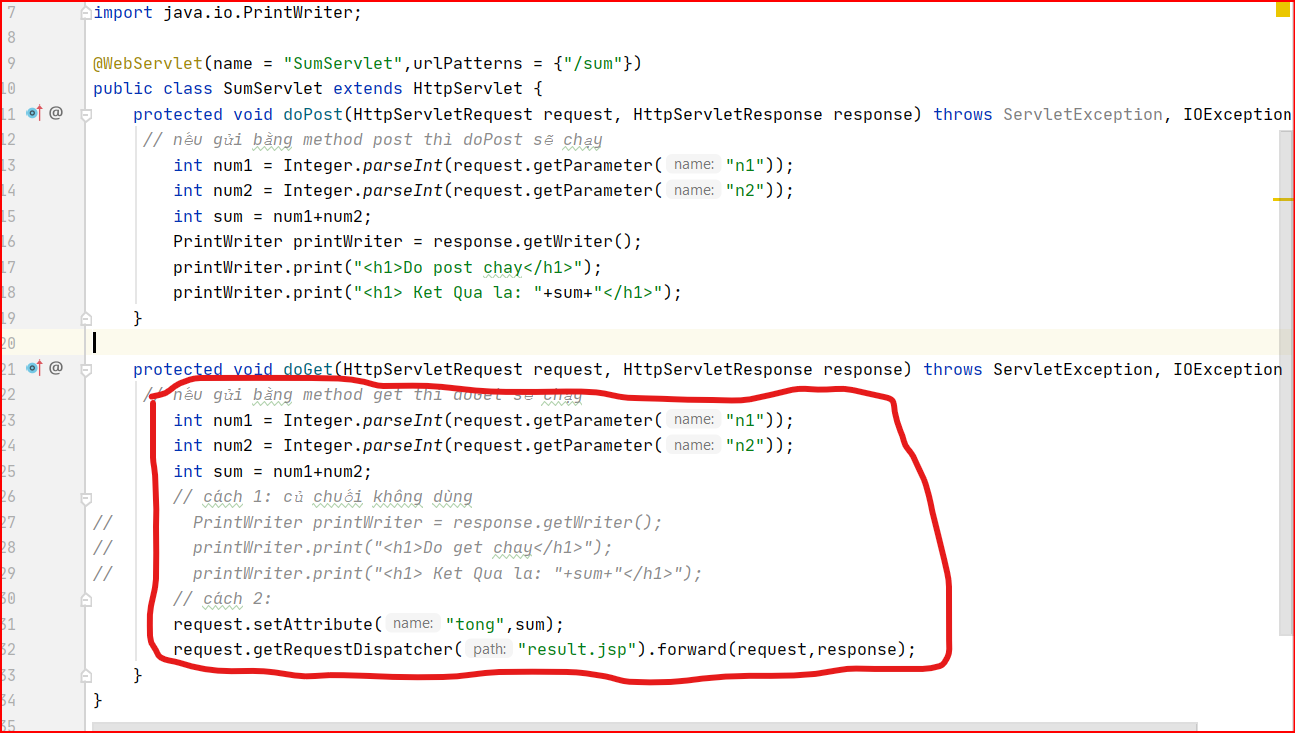 7 import java.io.PrintWriter;
8
9 @WebServlet(name = "SumServlet",urlPatterns = {"/sum"})
10 public class SumServlet extends HttpServlet {
11 @ protected void doPost(HttpServletRequest request, HttpServletResponse response) throws ServletException, IOException
12 // nếu gửi bằng method post thì doPost sẽ chạy
13 int num1 = Integer.parseInt(request.getParameter( name: "n1"));
14 int num2 = Integer.parseInt(request.getParameter( name: "n2"));
15 int sum = num1+num2;
16 PrintWriter printWriter = response.getWriter();
17 printWriter.print("<h1>Do post chay</h1>");
18 printWriter.print("<h1> Ket Qua la: "+sum+"</h1>");
19 }
20
21 @ protected void doGet(HttpServletRequest request, HttpServletResponse response) throws ServletException, IOException
22 // nếu gửi bằng method get thì doGet sẽ chạy
23 int num1 = Integer.parseInt(request.getParameter( name: "n1"));
24 int num2 = Integer.parseInt(request.getParameter( name: "n2"));
25 int sum = num1+num2;
26 // cách 1: củ chuối không dùng
27 // PrintWriter printWriter = response.getWriter();
28 // printWriter.print("<h1>Do get chay</h1>");
29 // printWriter.print("<h1> Ket Qua la: "+sum+"</h1>");
30 // cách 2:
31 request.setAttribute( name: "tong",sum);
32 request.getRequestDispatcher( path: "result.jsp").forward(request,response);
33 }
34 }
35